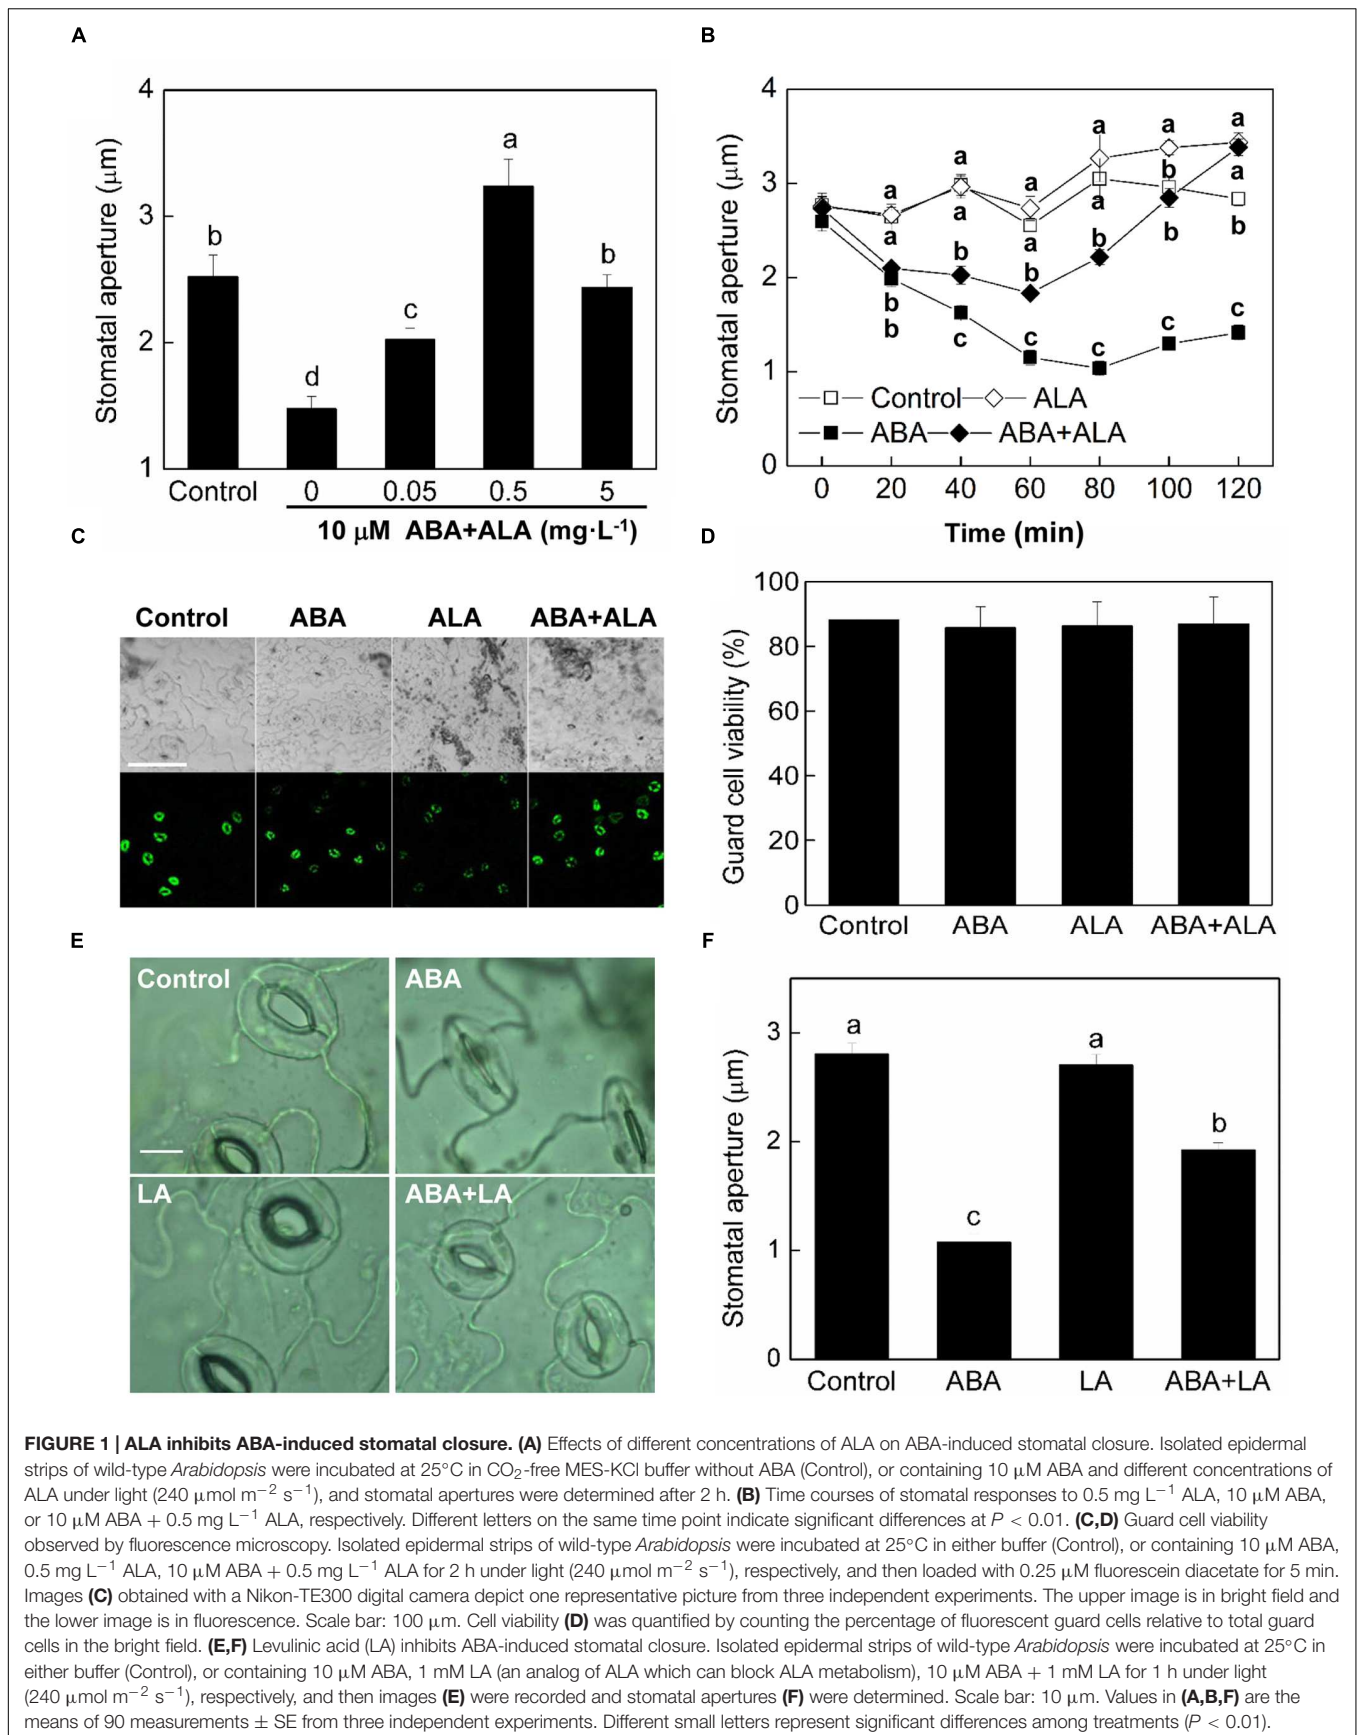 A
4
3
2
1
Stomatal aperture (μm)
b
d
c
a
b
Control
0
0.05
0.5
5
10 μM ABA+ALA (mg·L-1)
B
4
3
2
1
0
Stomatal aperture (μm)
a
a
a
a
a
a
a
a
a
a
b
a
b
b
b
b
b
b
b
b
c
c
c
c
c
Control
ALA
ABA
ABA+ALA
0
20
40
60
80
100
120
Time (min)
C
Control
ABA
ALA
ABA+ALA
D
100
80
60
40
20
0
Guard cell viability (%)
Control
ABA
ALA
ABA+ALA
E
Control
ABA
LA
ABA+LA
F
3
2
1
0
Stomatal aperture (μm)
a
c
a
b
Control
ABA
LA
ABA+LA
FIGURE 1 | ALA inhibits ABA-induced stomatal closure. (A) Effects of different concentrations of ALA on ABA-induced stomatal closure. Isolated epidermal
strips of wild-type Arabidopsis were incubated at 25°C in CO2-free MES-KCl buffer without ABA (Control), or containing 10 μM ABA and different concentrations of
ALA under light (240 μmol m−2 s−1), and stomatal apertures were determined after 2 h. (B) Time courses of stomatal responses to 0.5 mg L−1 ALA, 10 μM ABA,
or 10 μM ABA + 0.5 mg L−1 ALA, respectively. Different letters on the same time point indicate significant differences at P < 0.01. (C,D) Guard cell viability
observed by fluorescence microscopy. Isolated epidermal strips of wild-type Arabidopsis were incubated at 25°C in either buffer (Control), or containing 10 μM ABA,
0.5 mg L−1 ALA, 10 μM ABA + 0.5 mg L−1 ALA for 2 h under light (240 μmol m−2 s−1), respectively, and then loaded with 0.25 μM fluorescein diacetate for 5 min.
Images (C) obtained with a Nikon-TE300 digital camera depict one representative picture from three independent experiments. The upper image is in bright field and
the lower image is in fluorescence. Scale bar: 100 μm. Cell viability (D) was quantified by counting the percentage of fluorescent guard cells relative to total guard
cells in the bright field. (E,F) Levulinic acid (LA) inhibits ABA-induced stomatal closure. Isolated epidermal strips of wild-type Arabidopsis were incubated at 25°C in
either buffer (Control), or containing 10 μM ABA, 1 mM LA (an analog of ALA which can block ALA metabolism), 10 μM ABA + 1 mM LA for 1 h under light
(240 μmol m−2 s−1), respectively, and then images (E) were recorded and stomatal apertures (F) were determined. Scale bar: 10 μm. Values in (A,B,F) are the
means of 90 measurements ± SE from three independent experiments. Different small letters represent significant differences among treatments (P < 0.01).